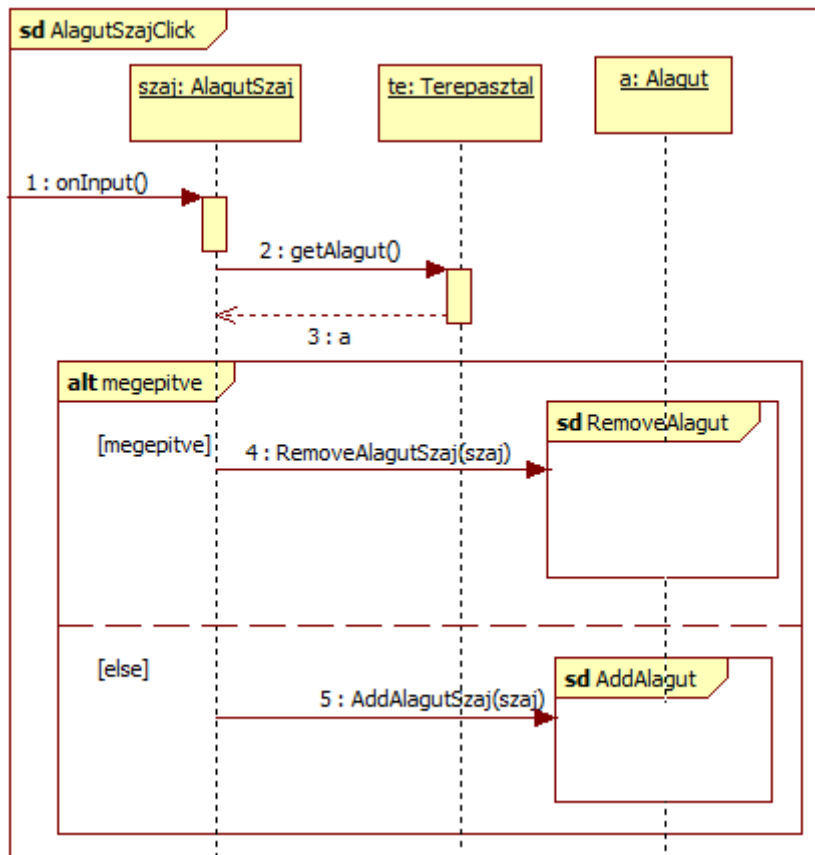 sd AlagutSzajClick
szaj: AlagutSzaj
te: Terepasztal
a: Alagut
1 : onInput()
2 : getAlagut()
3 : a
alt megepitve
[megepitve]
sd RemoveAlagut
4 : RemoveAlagutSzaj(szaj)
[else]
sd AddAlagut
5 : AddAlagutSzaj(szaj)